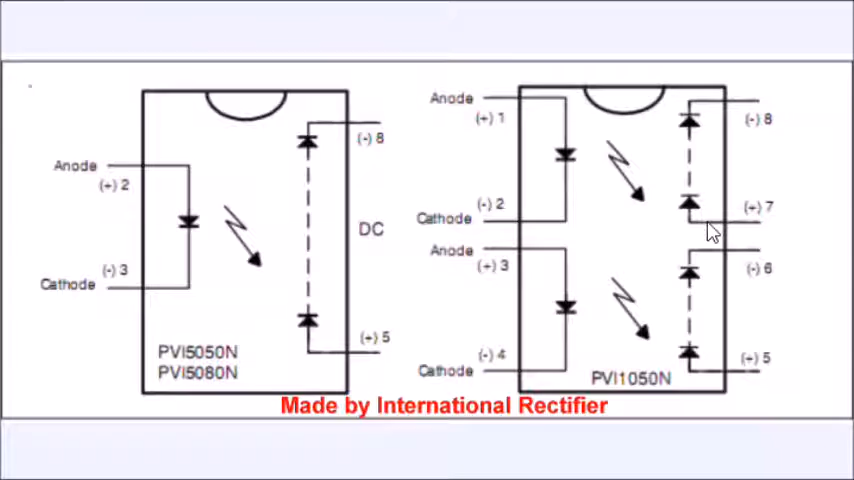 Anode
(+) 2
(-) 3
Cathode
(-) 8
DC
(+) 5
PVI5050N
PVI5080N
Anode
(+) 1
(-) 2
Cathode
Anode
(+) 3
(-) 4
Cathode
(-) 8
(+) 7
(-) 6
(+) 5
PVI1050N
Made by International Rectifier